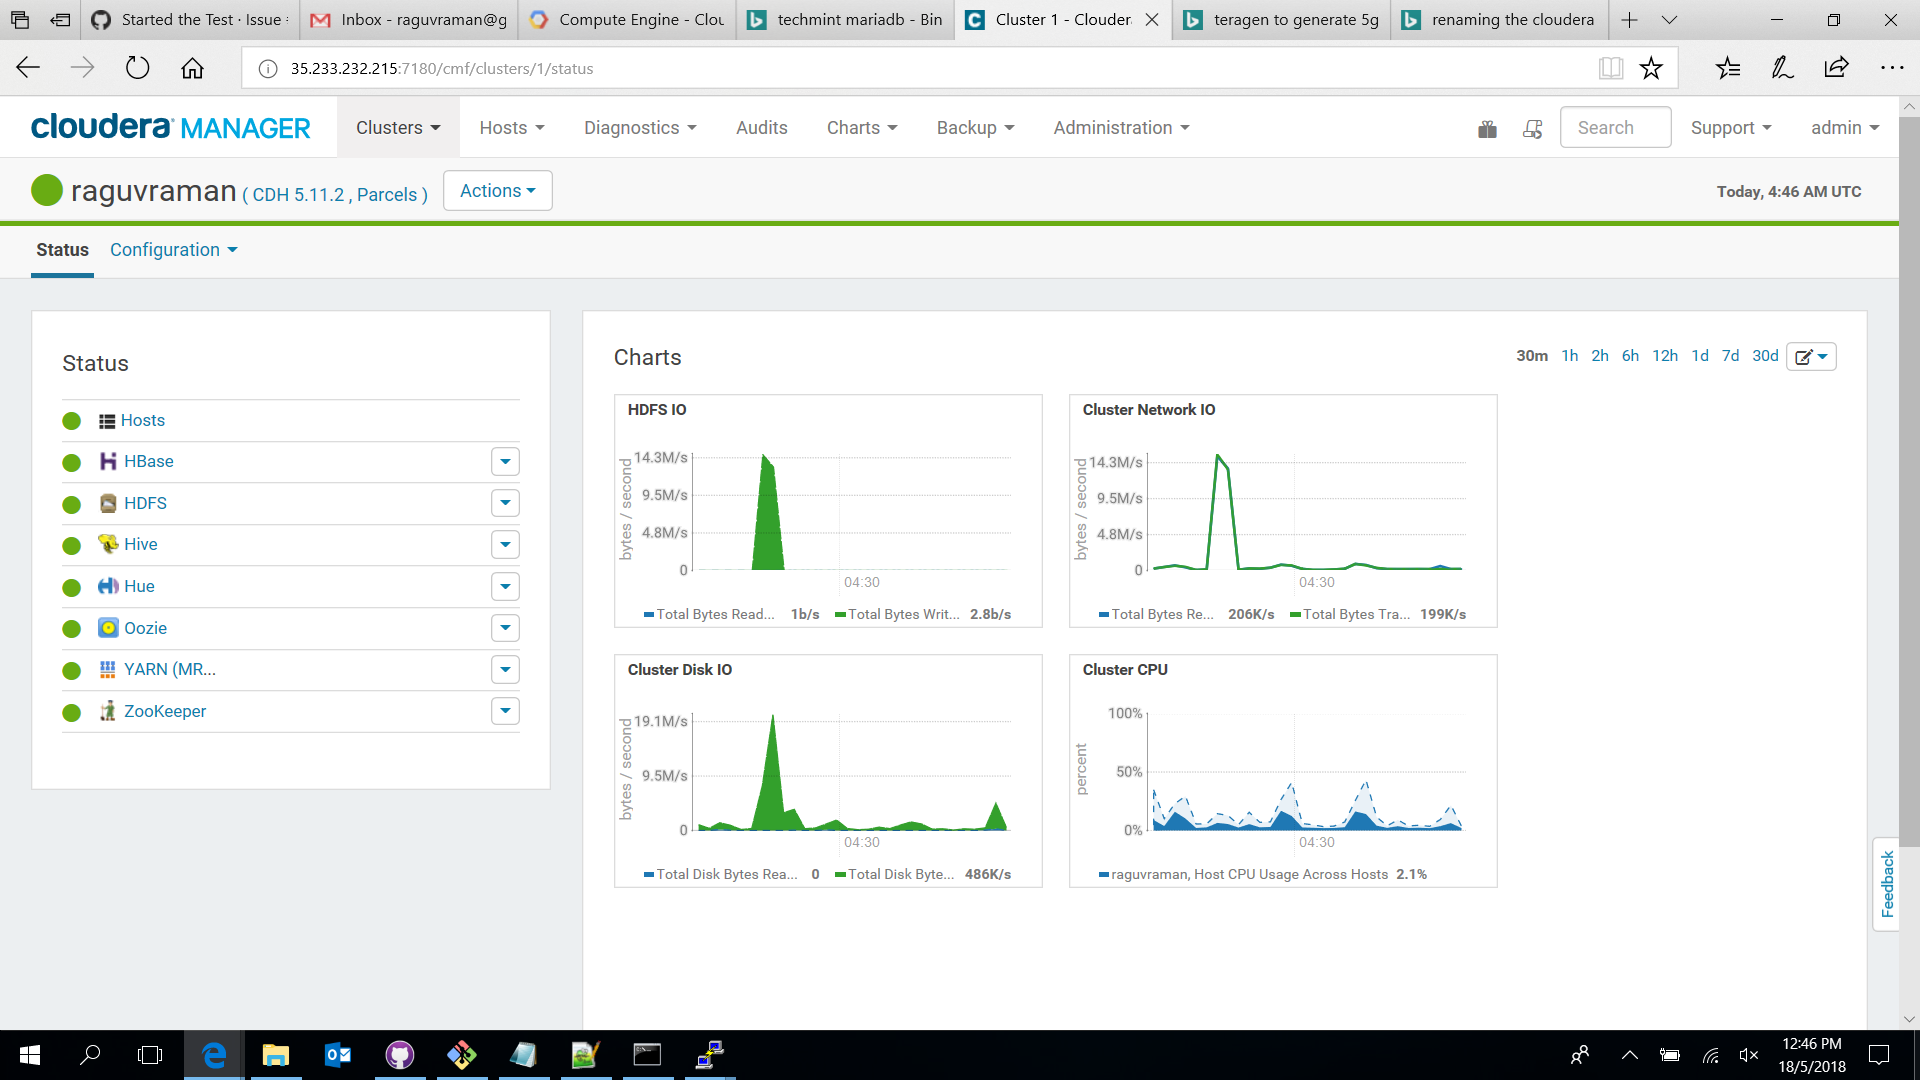 Started the Test · Issue
Inbox - raguvraman@g
Compute Engine - Clou
techmint mariadb - Bin
Cluster 1 - Clouder
teragen to generate 5g
renaming the cloudera
35.233.232.215:7180/cmf/clusters/1/status
cloudera MANAGER
Clusters
Hosts
Diagnostics
Audits
Charts
Backup
Administration
Search
Support
admin
raguvraman ( CDH 5.11.2 , Parcels )
Actions
Today, 4:46 AM UTC
Status
Configuration
Status
Hosts
HBase
HDFS
Hive
Hue
Oozie
YARN (MR...
ZooKeeper
Charts
30m 1h 2h 6h 12h 1d 7d 30d
HDFS IO
bytes / second
14.3M/s
9.5M/s
4.8M/s
0
04:30
Total Bytes Read... 1b/s Total Bytes Writ... 2.8b/s
Cluster Network IO
bytes / second
14.3M/s
9.5M/s
4.8M/s
0
04:30
Total Bytes Re... 206K/s Total Bytes Tra... 199K/s
Cluster Disk IO
bytes / second
19.1M/s
9.5M/s
0
04:30
Total Disk Bytes Rea... 0 Total Disk Byte... 486K/s
Cluster CPU
percent
100%
50%
0%
04:30
raguvraman, Host CPU Usage Across Hosts 2.1%
Feedback
12:46 PM
18/5/2018